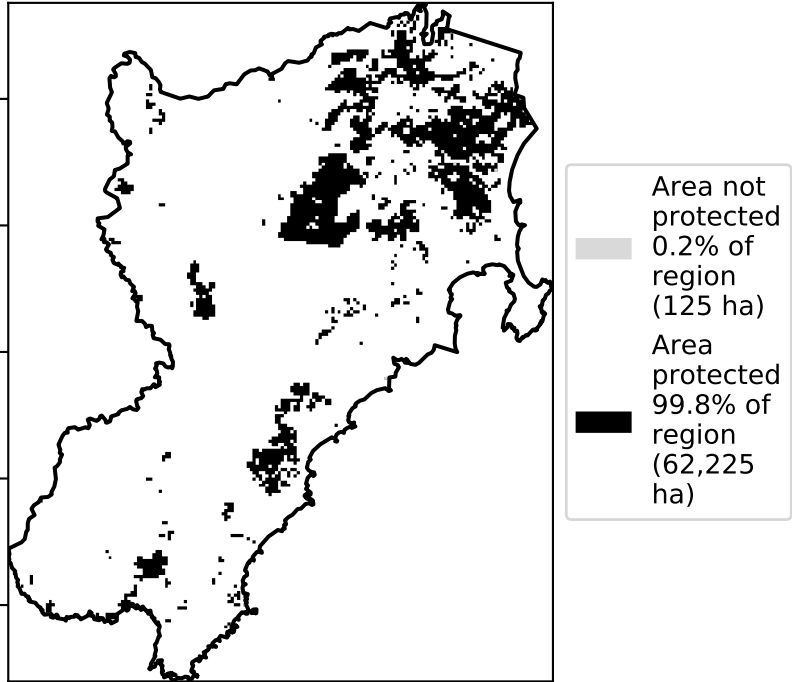 Area not
protected
0.2% of
region
(125 ha)
Area
protected
99.8% of
region
(62,225
ha)